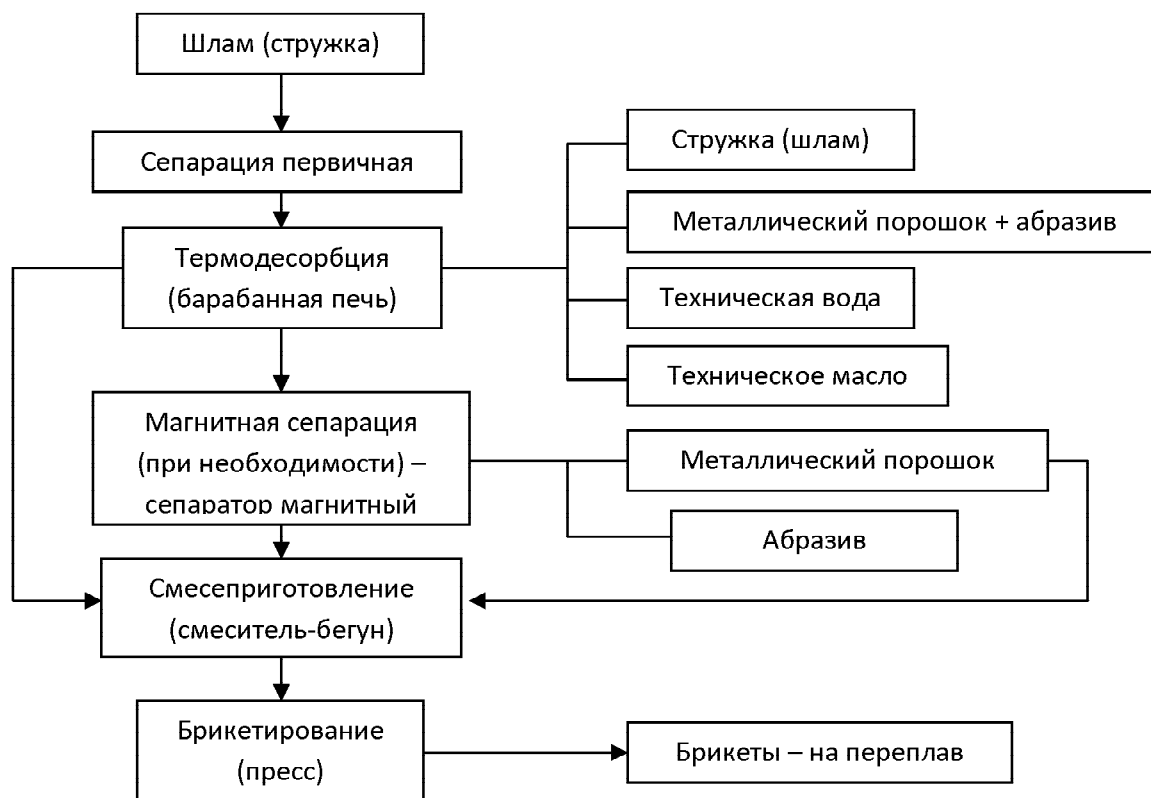 Шлам (стружка)
Сепарация первичная
Стружка (шлам)
Металлический порошок + абразив
Термодесорбция
(барабанная печь)
Техническая вода
Техническое масло
Магнитная сепарация
(при необходимости) –
сепаратор магнитный
Металлический порошок
Абразив
Смесеприготовление
(смеситель-бегун)
Брикетирование
(пресс)
Брикеты – на переплав